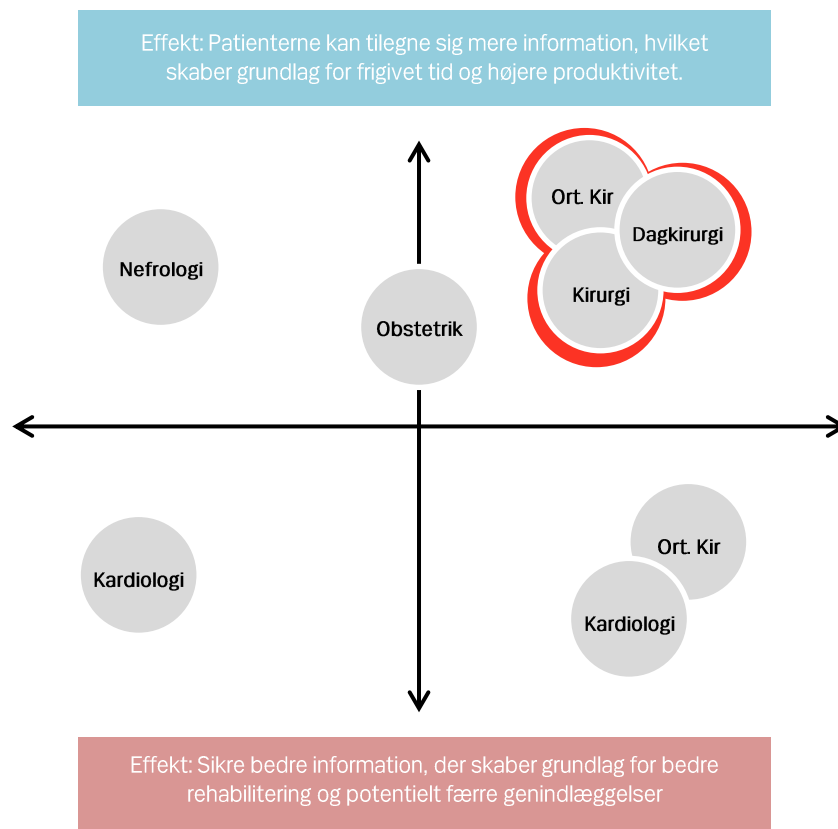 Effekt: Patienterne kan tilegne sig mere information, hvilket
skaber grundlag for frigivet tid og højere produktivitet.
Ort. Kir
Dagkirurgi
Nefrologi
Kirurgi
Obstetrik
Ort. Kir
Kardiologi
Kardiologi
Effekt: Sikre bedre information, der skaber grundlag for bedre
rehabilitering og potentielt færre genindlæggelser